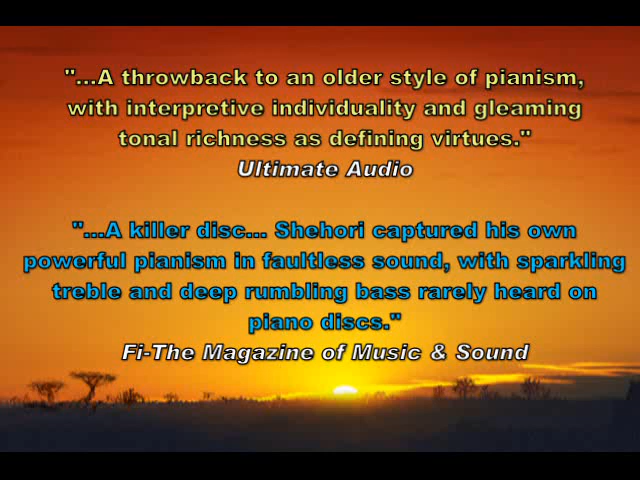 "...A throwback to an older style of pianism,
with interpretive individuality and gleaming
tonal richness as defining virtues."
Ultimate Audio
"...A killer disc... Shehori captured his own
powerful pianism in faultless sound, with sparkling
treble and deep rumbling bass rarely heard on
piano discs."
Fi-The Magazine of Music & Sound